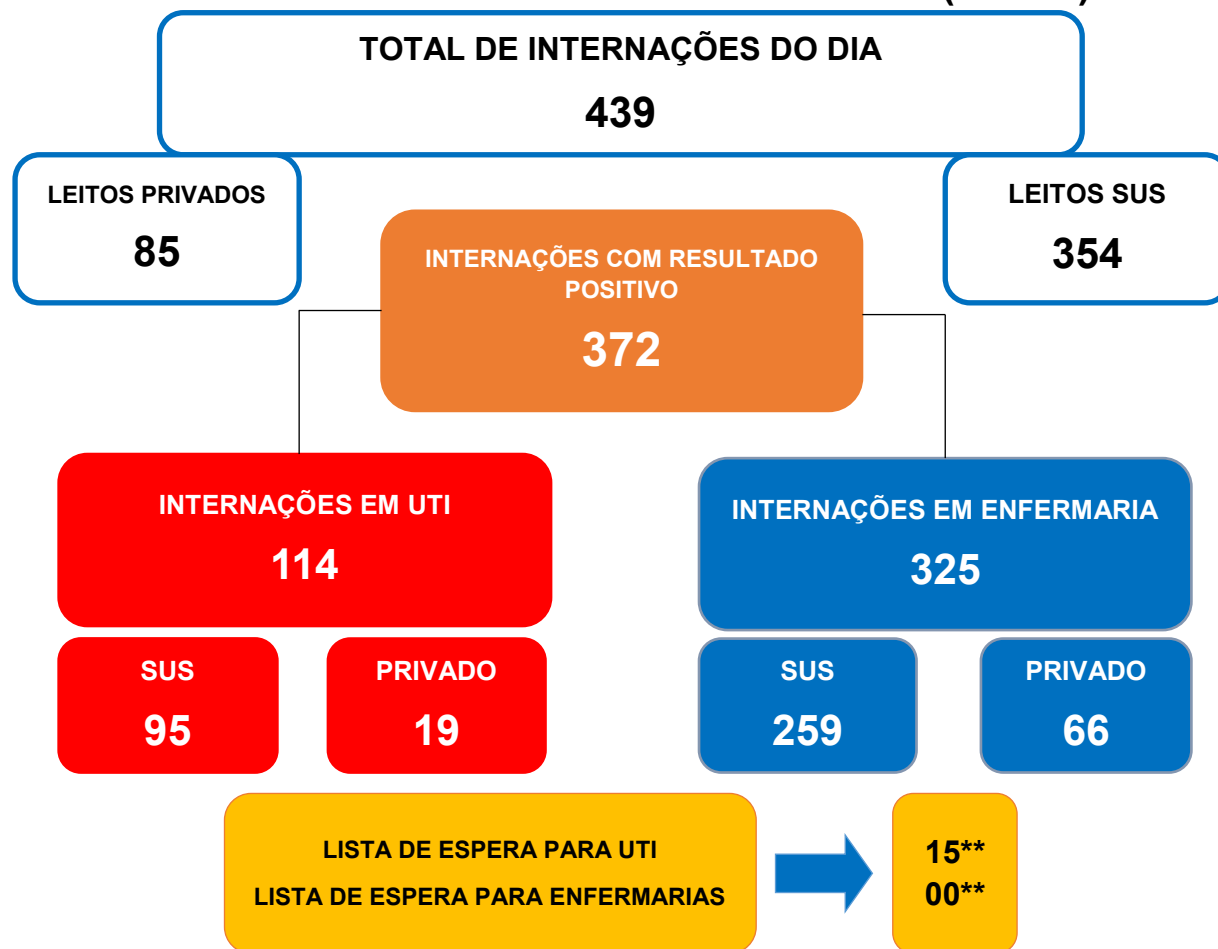 TOTAL DE INTERNAÇÕES DO DIA
439
LEITOS PRIVADOS
85
LEITOS SUS
354
INTERNAÇÕES COM RESULTADO
POSITIVO
372
INTERNAÇÕES EM UTI
114
INTERNAÇÕES EM ENFERMARIA
325
SUS
95
PRIVADO
19
SUS
259
PRIVADO
66
LISTA DE ESPERA PARA UTI
LISTA DE ESPERA PARA ENFERMARIAS
15**
00**